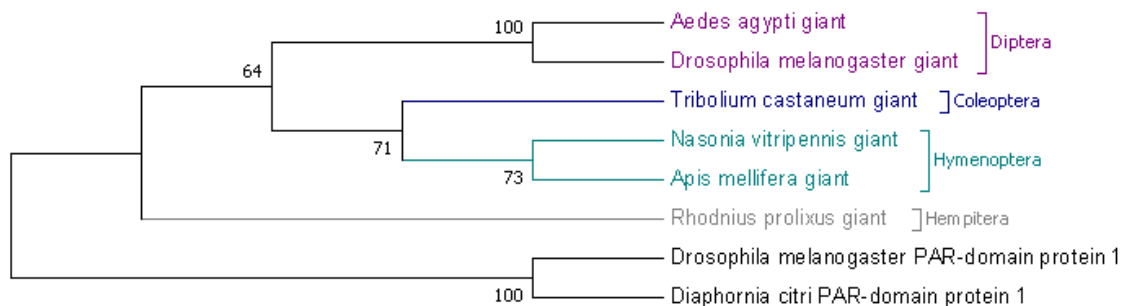 Aedes agypti giant
100
Diptera
Drosophila melanogaster giant
64
Tribolium castaneum giant
Coleoptera
71
Nasonia vitripennis giant
Hymenoptera
73
Apis mellifera giant
Rhodnius prolixus giant
Hempitera
Drosophila melanogaster PAR-domain protein 1
100
Diaphornia citri PAR-domain protein 1